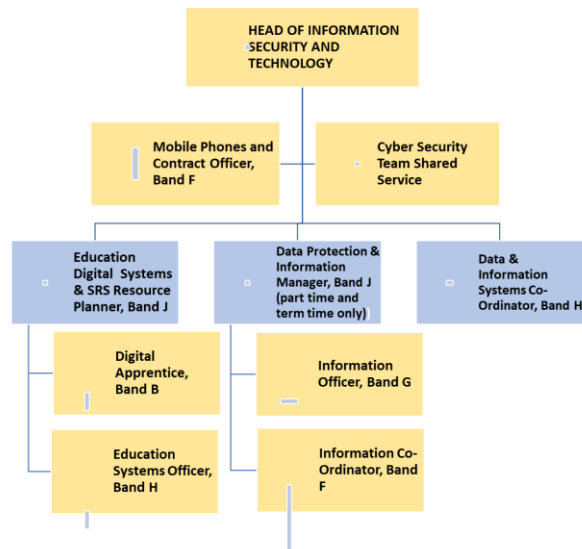 HEAD OF INFORMATION
SECURITY AND
TECHNOLOGY
Mobile Phones and
Contract Officer,
Band F
Cyber Security
Team Shared
Service
Education
Digital Systems
& SRS Resource
Planner, Band J
Data Protection &
Information
Manager, Band J
(part time and
term time only)
Data &
Information
Systems Co-
Ordinator, Band H
Digital
Apprentice,
Band B
Information
Officer, Band G
Education
Systems Officer,
Band H
Information Co-
Ordinator, Band
F